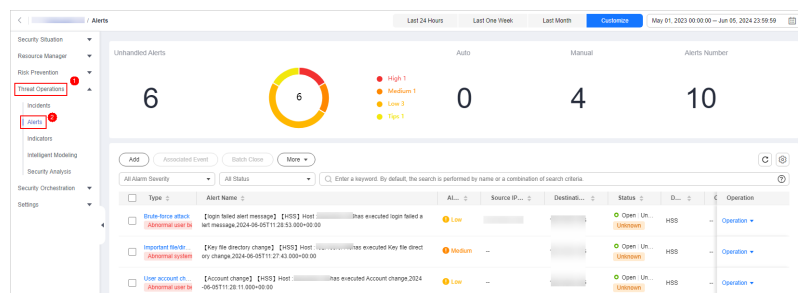 / Alerts
Last 24 Hours
Last One Week
Last Month
Customize
May 01, 2023 00:00:00 – Jun 05, 2024 23:59:59
Security Situation
Resource Manager
Risk Prevention
Threat Operations
1
Incidents
Alerts
2
Indicators
Intelligent Modeling
Security Analysis
Security Orchestration
Settings
Unhandled Alerts
Auto
Manual
Alerts Number
6
6
High 1
Medium 1
Low 3
Tips 1
0
4
10
Add
Associated Event
Batch Close
More
All Alarm Severity
All Status
Enter a keyword. By default, the search is performed by name or a combination of search criteria.
Type
Alert Name
Al...
Source IP...
Destinati...
Status
D...
Operation
Brute-force attack
Abnormal user be
【login failed alert message】【HSS】Host
has executed login failed a
lert message,2024-06-05T11:28:53.000+00:00
Low
Open | Un...
Unknown
HSS
--
Operation
Important file/dir...
Abnormal system
【Key file directory change】【HSS】Host
has executed Key file direct
ory change,2024-06-05T11:27:43.000+00:00
Medium
--
Open | Un...
Unknown
HSS
--
Operation
User account ch...
Abnormal user be
【Account change】【HSS】Host
has executed Account change,2024
-06-05T11:28:11.000+00:00
Low
--
Open | Un...
Unknown
HSS
--
Operation